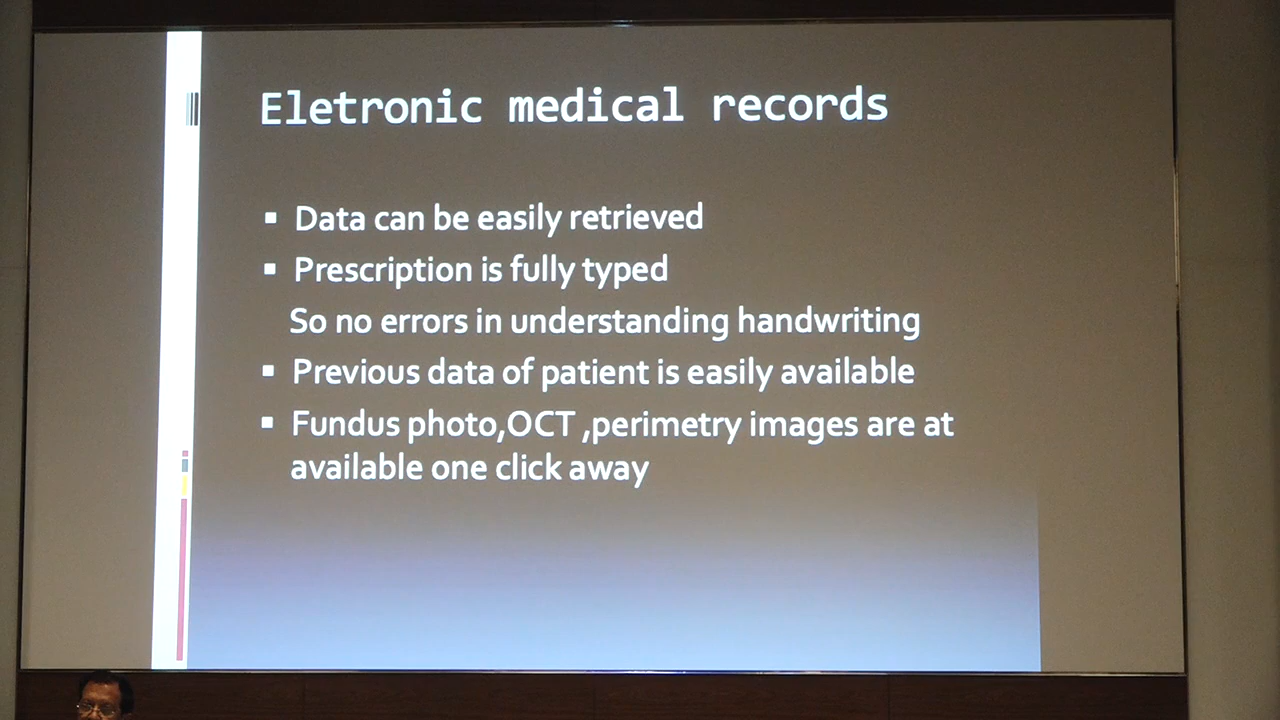 Eletronic medical records
▪ Data can be easily retrieved
▪ Prescription is fully typed
So no errors in understanding handwriting
▪ Previous data of patient is easily available
▪ Fundus photo,OCT ,perimetry images are at
available one click away